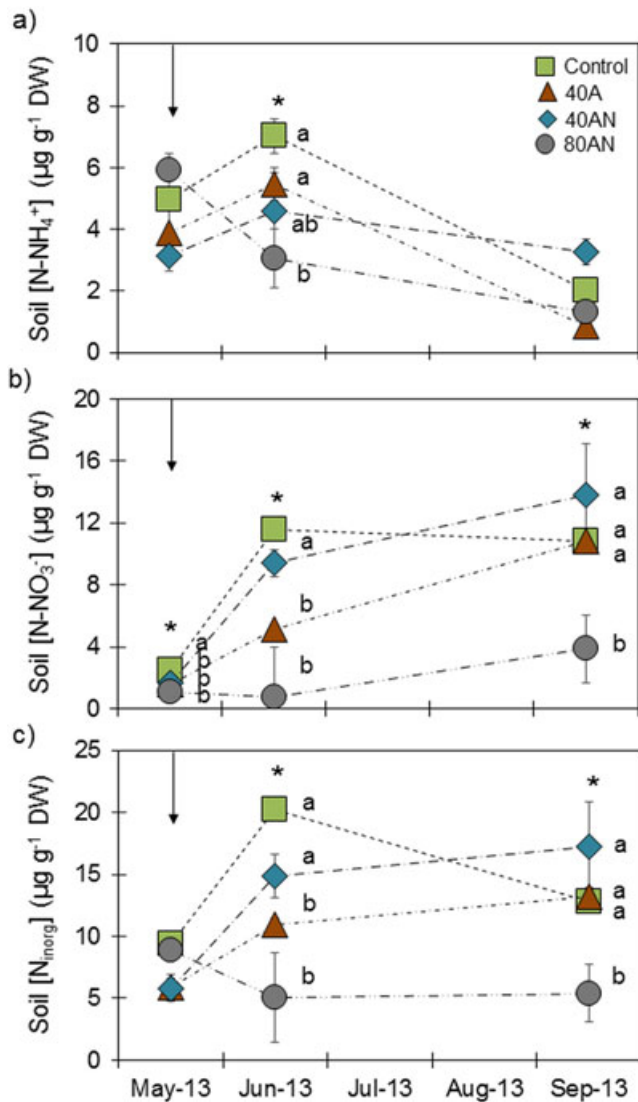 a)
Soil [N-NH₄⁺] (µg g⁻¹ DW)
10
8
6
4
2
0
Control
40A
40AN
80AN
*
a
a
ab
b
b)
Soil [N-NO₃⁻] (µg g⁻¹ DW)
20
16
12
8
4
0
*
a
b
b
b
*
a
b
b
*
a
a
a
b
c)
Soil [Nᵢₙₒᵣg] (µg g⁻¹ DW)
25
20
15
10
5
0
*
a
a
b
b
*
a
a
a
b
May-13 Jun-13 Jul-13 Aug-13 Sep-13